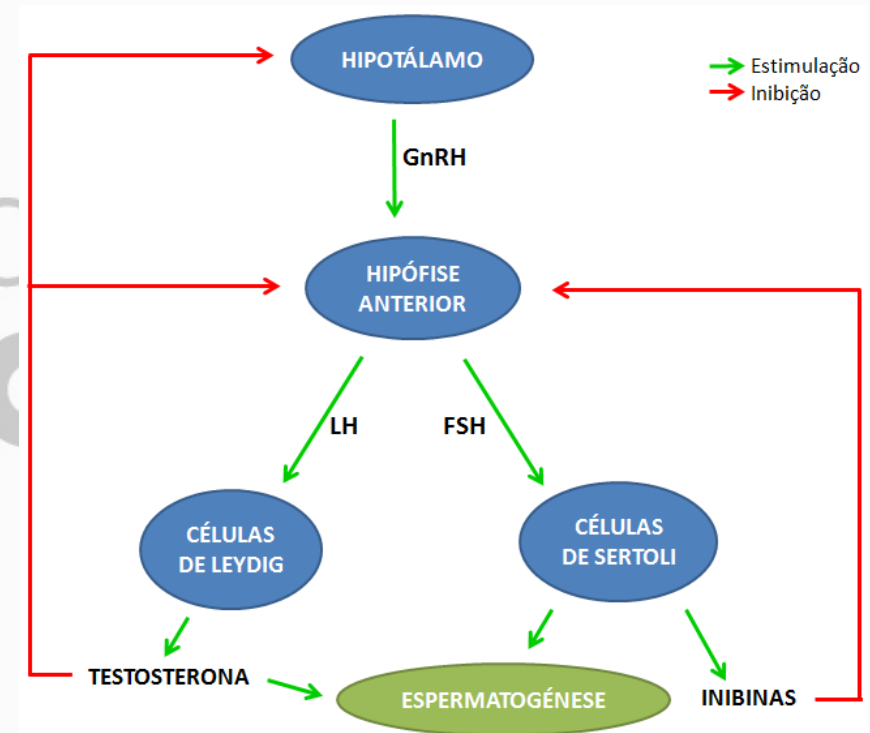 HIPOTÁLAMO
Estimulação
Inibição
GnRH
HIPÓFISE
ANTERIOR
LH
FSH
CÉLULAS
DE LEYDIG
CÉLULAS
DE SERTOLI
TESTOSTERONA
ESPERMATOGÉNESE
INIBINAS